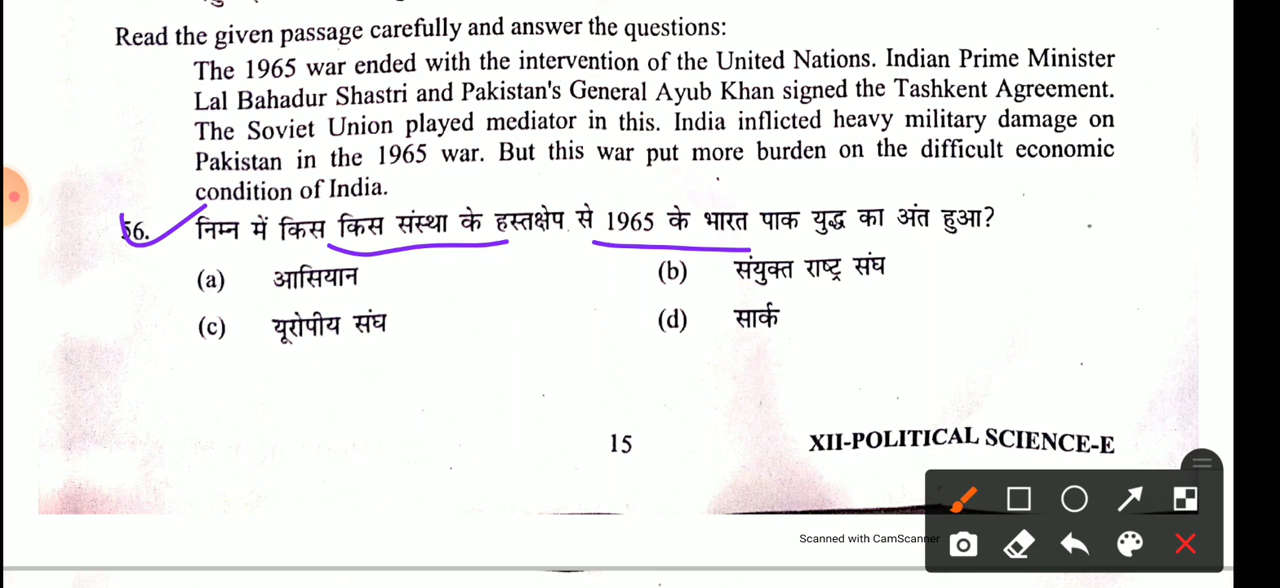 Read the given passage carefully and answer the questions:
The 1965 war ended with the intervention of the United Nations. Indian Prime Minister
Lal Bahadur Shastri and Pakistan's General Ayub Khan signed the Tashkent Agreement.
The Soviet Union played mediator in this. India inflicted heavy military damage on
Pakistan in the 1965 war. But this war put more burden on the difficult economic
condition of India.
56. निम्न में किस किस संस्था के हस्तक्षेप से 1965 के भारत पाक युद्ध का अंत हुआ?
(a) आसियान (b) संयुक्त राष्ट्र संघ
(c) यूरोपीय संघ (d) सार्क
15 XII-POLITICAL SCIENCE-E
Scanned with CamScanner